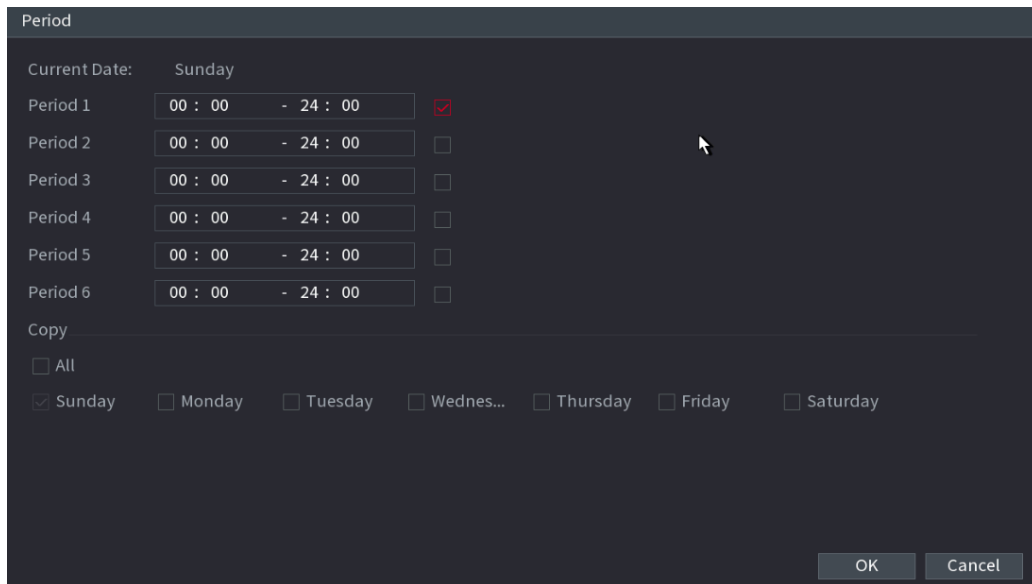 Period
Current Date: Sunday
Period 1 00 : 00 - 24 : 00
Period 2 00 : 00 - 24 : 00
Period 3 00 : 00 - 24 : 00
Period 4 00 : 00 - 24 : 00
Period 5 00 : 00 - 24 : 00
Period 6 00 : 00 - 24 : 00
Copy
All
Sunday Monday Tuesday Wednes... Thursday Friday Saturday
OK Cancel